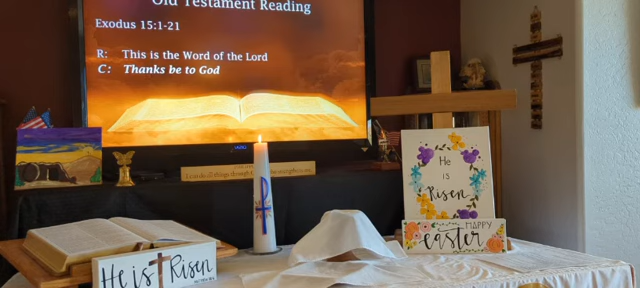 Old Testament Reading
Exodus 15:1-21
R: This is the Word of the Lord
C: Thanks be to God
He
is
Risen
HAPPY
easter
He is Risen